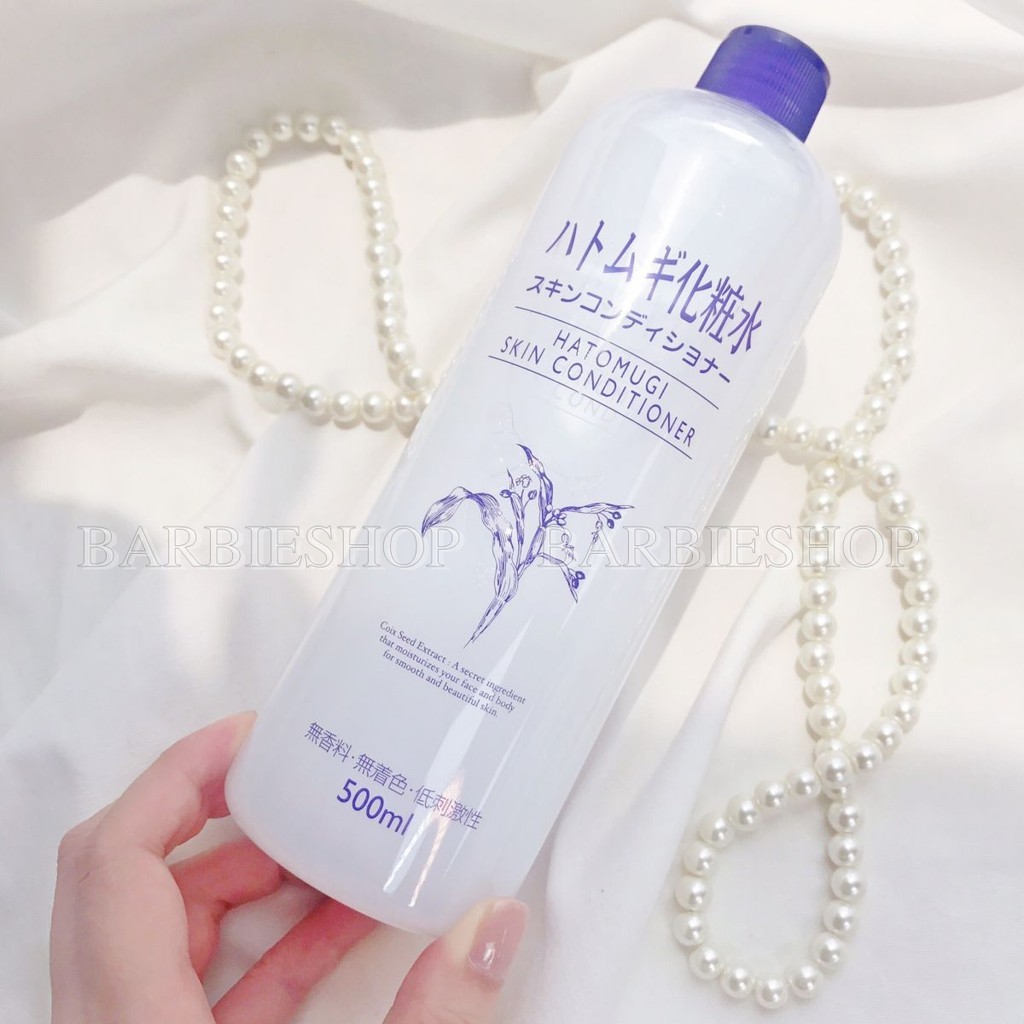 ハトムギ化粧水
スキンコンディショナー
HATOMUGI
SKIN CONDITIONER
BARBIESHOP BARBIESHOP
Coix Seed Extract : A secret ingredient
that moisturizes your face and body
for smooth and beautiful skin.
無香料・無着色・低刺激性
500ml